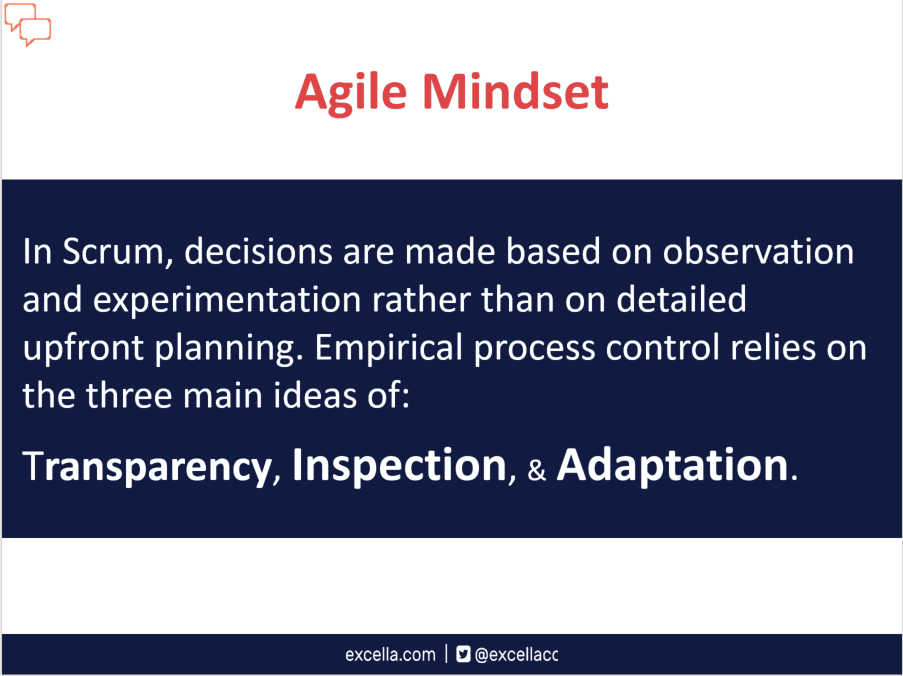 Agile Mindset
In Scrum, decisions are made based on observation
and experimentation rather than on detailed
upfront planning. Empirical process control relies on
the three main ideas of:
Transparency, Inspection, & Adaptation.
excella.com | @excellacc